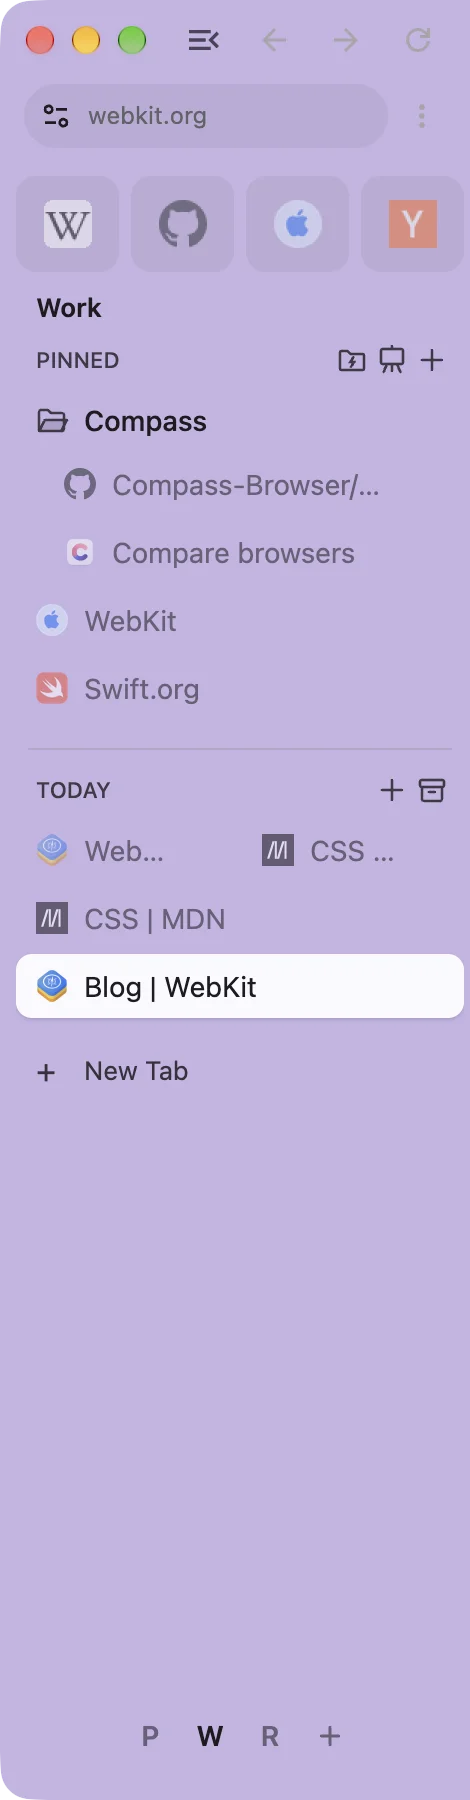 webkit.org
W
Y
Work
PINNED
Compass
Compass-Browser/...
Compare browsers
WebKit
Swift.org
TODAY
Web... CSS ...
CSS | MDN
Blog | WebKit
New Tab
P W R